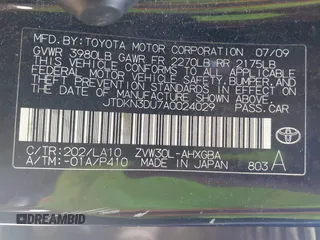 MFD. BY: TOYOTA MOTOR CORPORATION 07/09
GVWR 3980LB GAWR FR 2270LB RR 2175LB
THIS VEHICLE CONFORMS TO ALL APPLICABLE
FEDERAL MOTOR VEHICLE SAFETY, BUMPER, AND
THEFT PREVENTION STANDARDS IN EFFECT ON
THE DATE OF MANUFACTURE SHOWN ABOVE.
JTDKN3DU7A0024029 PASS.CAR
C/TR: 202/LA10 ZVW30L-AHXGBA
A/TM: -01A/P410 MADE IN JAPAN 803 A
TOYOTA
DREAMBID